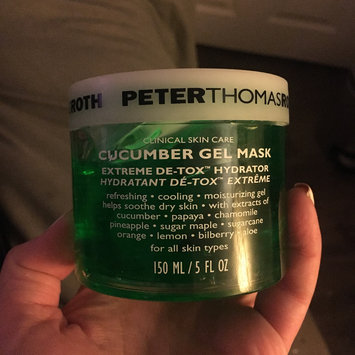 ROTH PETERTHOMASRO
CLINICAL SKIN CARE
CUCUMBER GEL MASK
EXTREME DE-TOX™ HYDRATOR
HYDRATANT DÉ-TOX™ EXTRÊME
refreshing • cooling • moisturizing gel
helps soothe dry skin • with extracts of
cucumber • papaya • chamomile
pineapple • sugar maple • sugarcane
orange • lemon • bilberry • aloe
for all skin types
150 ML / 5 FL OZ